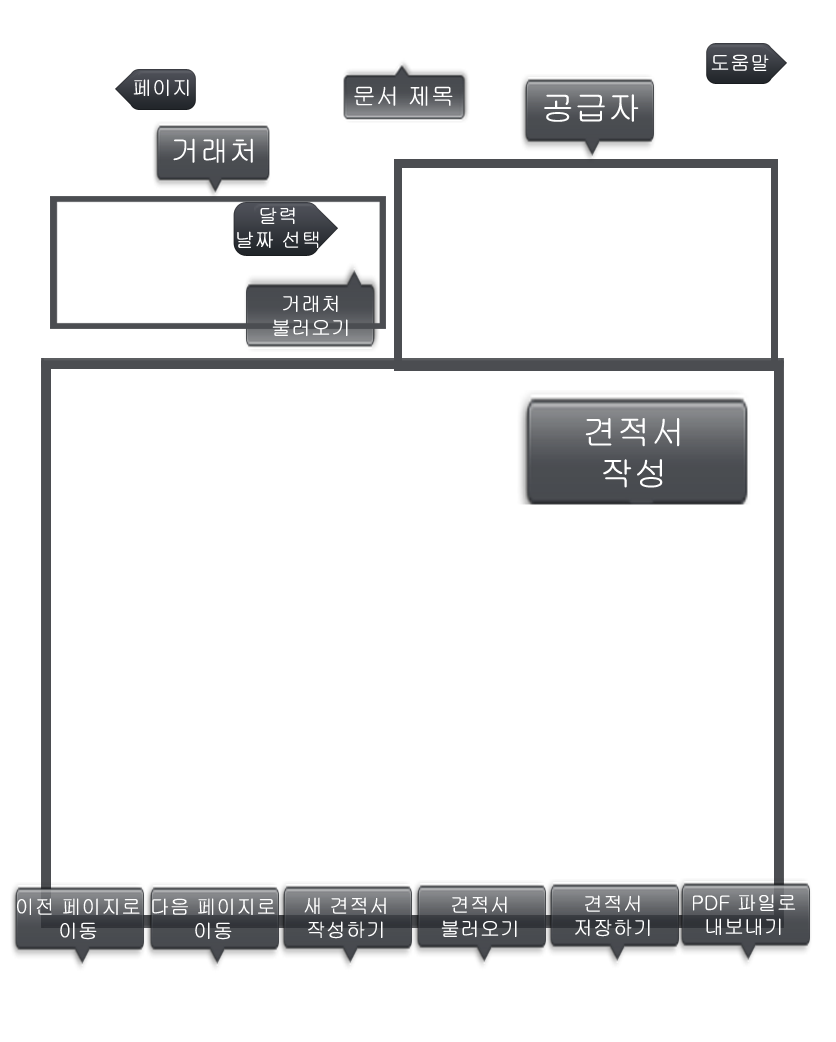 도움말
페이지
문서 제목
공급자
거래처
달력
날짜 선택
거래처
불러오기
견적서
작성
이전 페이지로
이동
다음 페이지로
이동
새 견적서
작성하기
견적서
불러오기
견적서
저장하기
PDF 파일로
내보내기